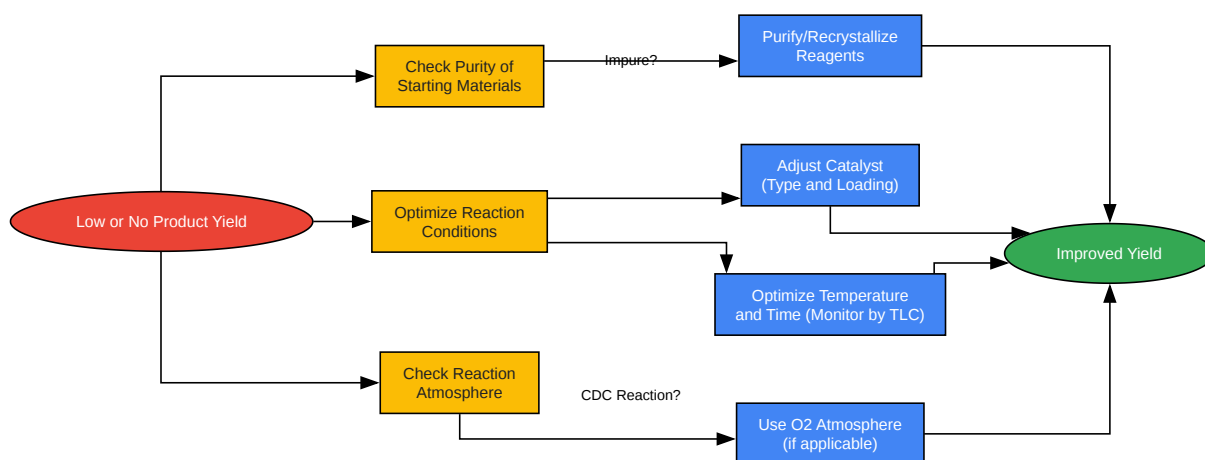 Check Purity of
Starting Materials
Impure?
Purify/Recrystallize
Reagents
Low or No Product Yield
Optimize Reaction
Conditions
Adjust Catalyst
(Type and Loading)
Optimize Temperature
and Time (Monitor by TLC)
Improved Yield
Check Reaction
Atmosphere
CDC Reaction?
Use O2 Atmosphere
(if applicable)